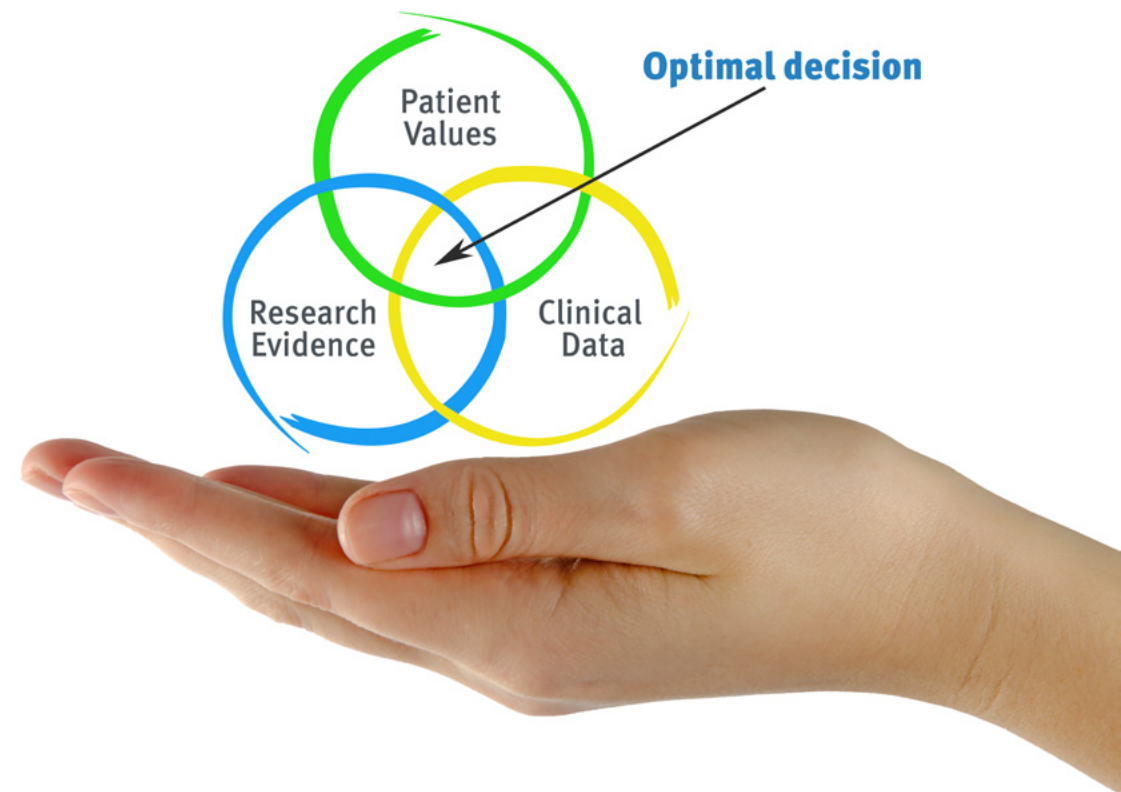 Optimal decision
Patient
Values
Research
Evidence
Clinical
Data